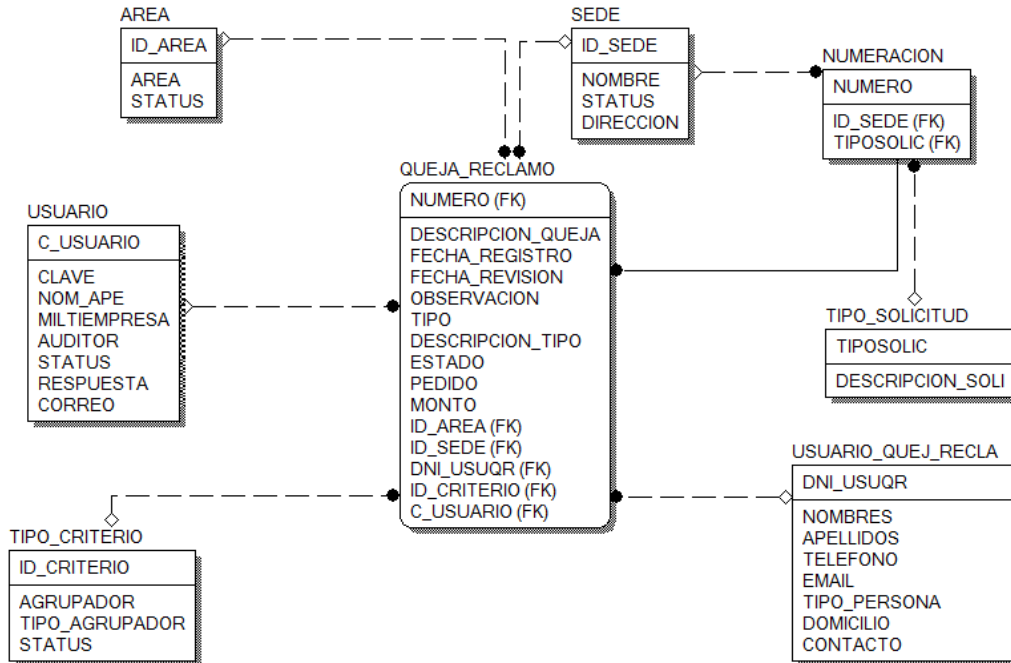 AREA
ID_AREA
AREA
STATUS
SEDE
ID_SEDE
NOMBRE
STATUS
DIRECCION
NUMERACION
NUMERO
ID_SEDE (FK)
TIPOSOLIC (FK)
QUEJA_RECLAMO
NUMERO (FK)
DESCRIPCION_QUEJA
FECHA_REGISTRO
FECHA_REVISION
OBSERVACION
TIPO
DESCRIPCION_TIPO
ESTADO
PEDIDO
MONTO
ID_AREA (FK)
ID_SEDE (FK)
DNI_USUQR (FK)
ID_CRITERIO (FK)
C_USUARIO (FK)
USUARIO
C_USUARIO
CLAVE
NOM_APE
MILTIEMPRESA
AUDITOR
STATUS
RESPUESTA
CORREO
TIPO_SOLICITUD
TIPOSOLIC
DESCRIPCION_SOLI
USUARIO_QUEJ_RECLA
DNI_USUQR
NOMBRES
APELLIDOS
TELEFONO
EMAIL
TIPO_PERSONA
DOMICILIO
CONTACTO
TIPO_CRITERIO
ID_CRITERIO
AGRUPADOR
TIPO_AGRUPADOR
STATUS